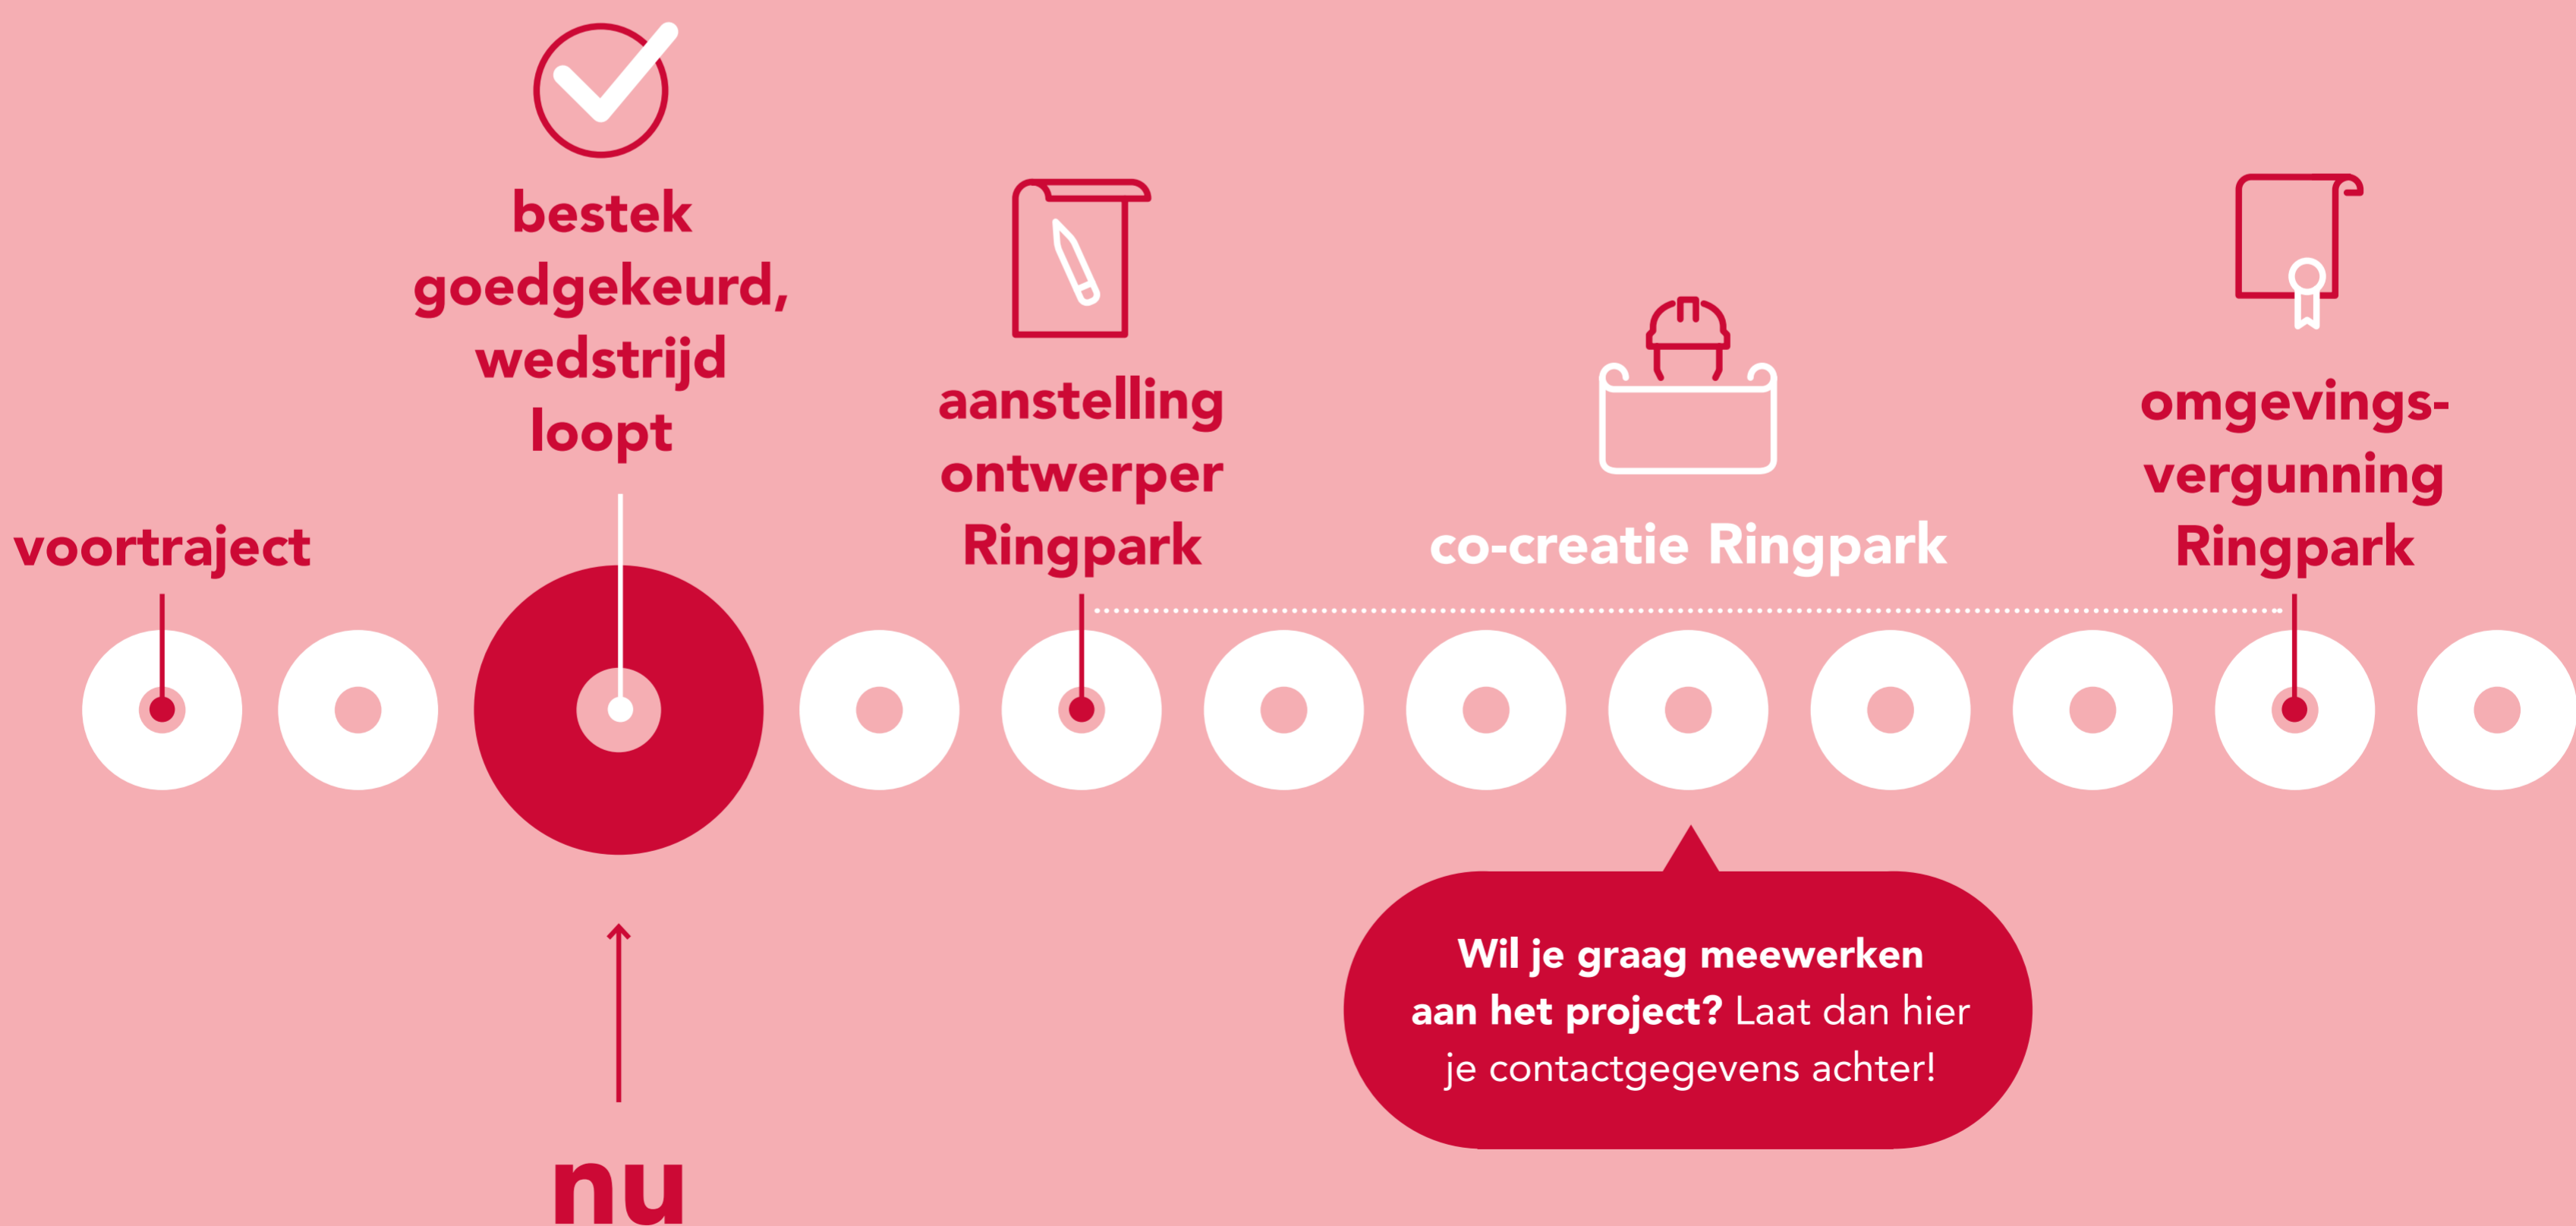 voortraject
bestek
goedgekeurd,
wedstrijd
loopt
aanstelling
ontwerper
Ringpark
co-creatie Ringpark
omgevings-
vergunning
Ringpark
Wil je graag meewerken
aan het project? Laat dan hier
je contactgegevens achter!
nu